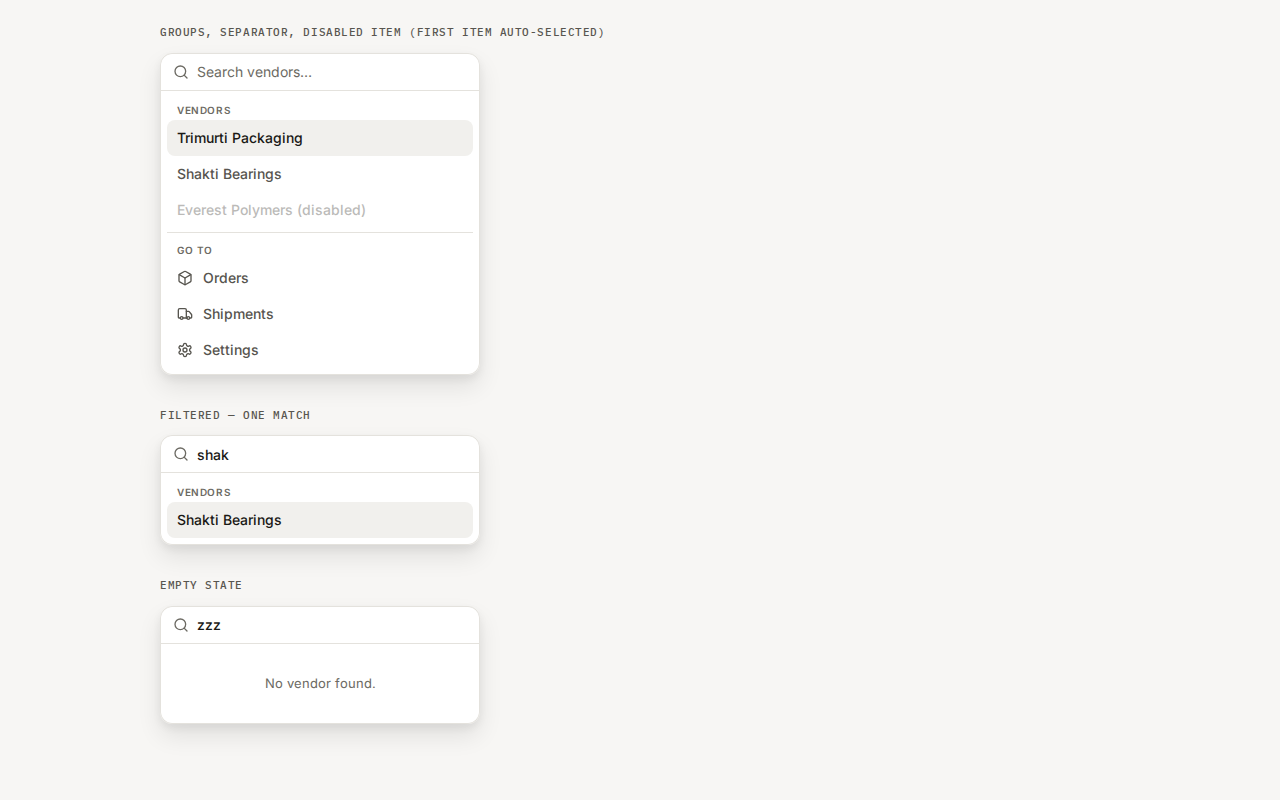 GROUPS, SEPARATOR, DISABLED ITEM (FIRST ITEM AUTO-SELECTED)
Search vendors...
VENDORS
Trimurti Packaging
Shakti Bearings
Everest Polymers (disabled)
GO TO
Orders
Shipments
Settings
FILTERED — ONE MATCH
shak
VENDORS
Shakti Bearings
EMPTY STATE
zzz
No vendor found.